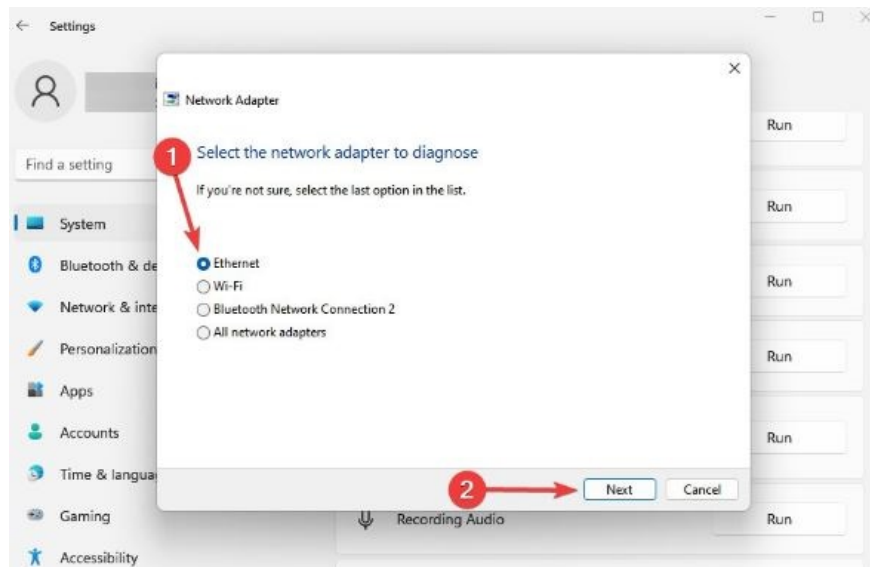 Settings
Network Adapter
Run
1
Select the network adapter to diagnose
Find a setting
If you're not sure, select the last option in the list.
Run
System
Ethernet
Bluetooth & de
Wi-Fi
Run
Network & inte
Bluetooth Network Connection 2
All network adapters
Personalization
Run
Apps
Accounts
Run
Time & langua
2
Next
Cancel
Gaming
Recording Audio
Run
Accessibility